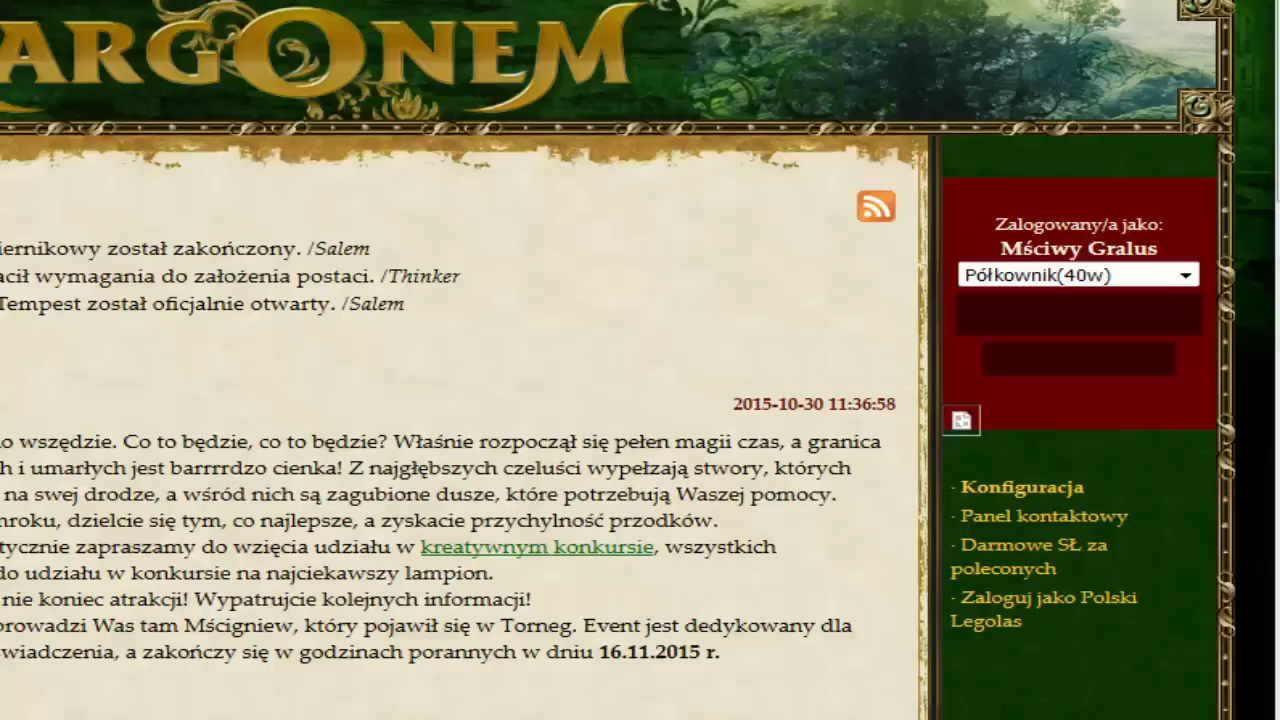 ARGONEM
iernikowy został zakończony. /Salem
acił wymagania do założenia postaci. /Thinker
Tempest został oficjalnie otwarty. /Salem
2015-10-30 11:36:58
o wszędzie. Co to będzie, co to będzie? Właśnie rozpoczął się pełen magii czas, a granica
h i umarłych jest barrrrdzo cienka! Z najgłębszych czeluści wypełzają stwory, których
na swej drodze, a wśród nich są zagubione dusze, które potrzebują Waszej pomocy.
mroku, dzielcie się tym, co najlepsze, a zyskacie przychylność przodków.
tycznie zapraszamy do wzięcia udziału w kreatywnym konkursie, wszystkich
do udziału w konkursie na najciekawszy lampion.
nie koniec atrakcji! Wypatrujcie kolejnych informacji!
prowadzi Was tam Mścigniew, który pojawił się w Torneg. Event jest dedykowany dla
wiadczenia, a zakończy się w godzinach porannych w dniu 16.11.2015 r.
Zalogowany/a jako:
Mściwy Gralus
Półkownik(40w)
· Konfiguracja
· Panel kontaktowy
· Darmowe SŁ za
poleconych
· Zaloguj jako Polski
Legolas